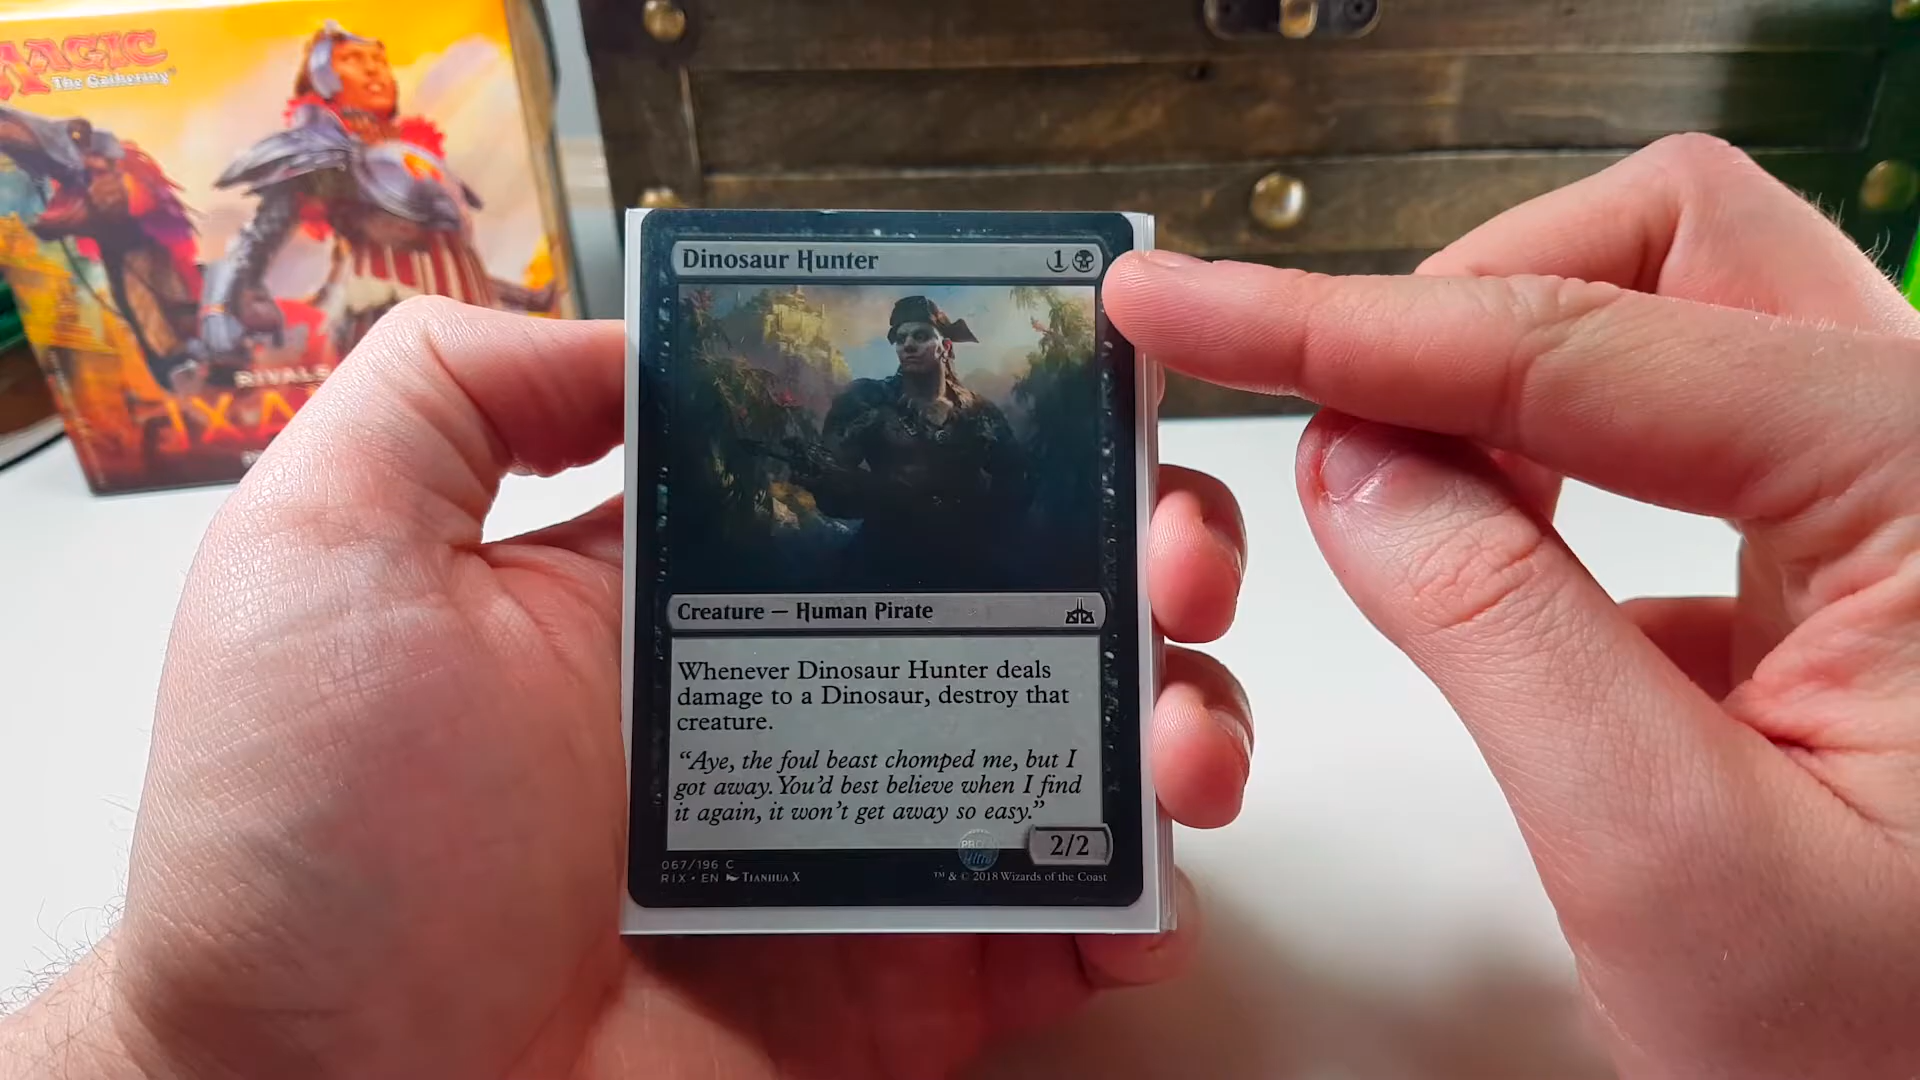 MAGIC
The Gathering
RIVALS
IXA
Dinosaur Hunter 1
Creature — Human Pirate
Whenever Dinosaur Hunter deals
damage to a Dinosaur, destroy that
creature.
“Aye, the foul beast chomped me, but I
got away. You’d best believe when I find
it again, it won’t get away so easy.”
2/2
067/196 C
RIX • EN TIANHUA X
™ & © 2018 Wizards of the Coast